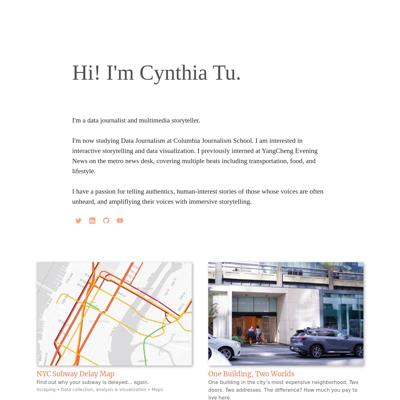 Hi! I'm Cynthia Tu.
I'm a data journalist and multimedia storyteller.
I'm now studying Data Journalism at Columbia Journalism School. I am interested in
interactive storytelling and data visualization. I previously interned at YangCheng Evening
News on the metro news desk, covering multiple beats including transportation, food, and
lifestyle.
I have a passion for telling authentics, human-interest stories of those whose voices are often
unheard, and ampliflying their voices with immersive storytelling.
NYC Subway Delay Map
Find out why your subway is delayed... again.
Scraping • Data collection, analysis & visualization • Maps
One Building, Two Worlds
One building in the city's most expensive neighborhood. Two
doors. Two addresses. The difference? How much you pay to
live here.